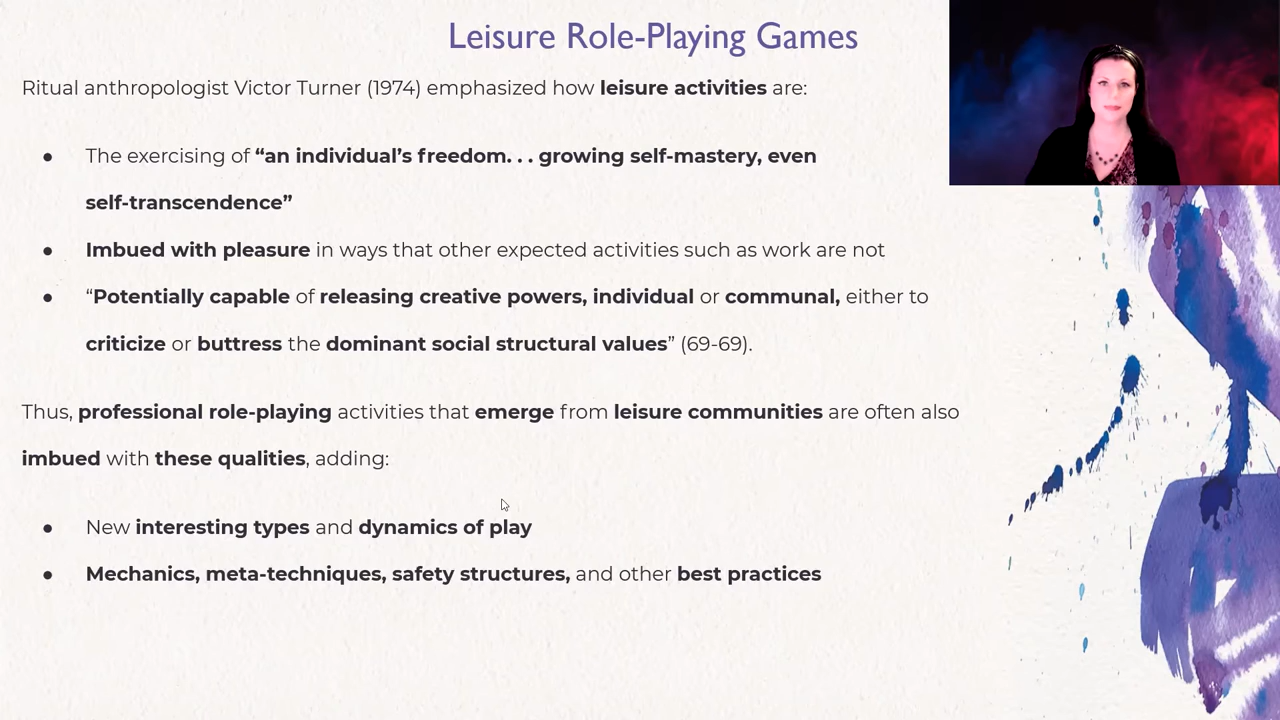 Leisure Role-Playing Games
Ritual anthropologist Victor Turner (1974) emphasized how leisure activities are:
● The exercising of “an individual’s freedom. . . growing self-mastery, even
self-transcendence”
● Imbued with pleasure in ways that other expected activities such as work are not
● “Potentially capable of releasing creative powers, individual or communal, either to
criticize or buttress the dominant social structural values” (69-69).
Thus, professional role-playing activities that emerge from leisure communities are often also
imbued with these qualities, adding:
● New interesting types and dynamics of play
● Mechanics, meta-techniques, safety structures, and other best practices